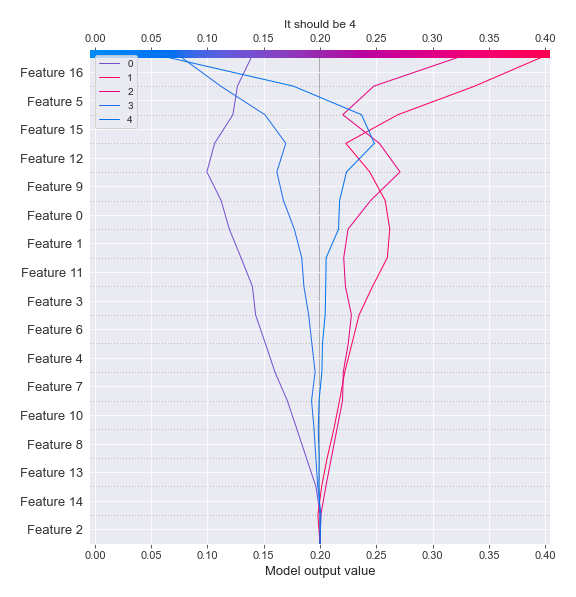 It should be 4
0.00 0.05 0.10 0.15 0.20 0.25 0.30 0.35 0.40
0
1
2
3
4
Feature 16
Feature 5
Feature 15
Feature 12
Feature 9
Feature 0
Feature 1
Feature 11
Feature 3
Feature 6
Feature 4
Feature 7
Feature 10
Feature 8
Feature 13
Feature 14
Feature 2
0.00 0.05 0.10 0.15 0.20 0.25 0.30 0.35 0.40
Model output value